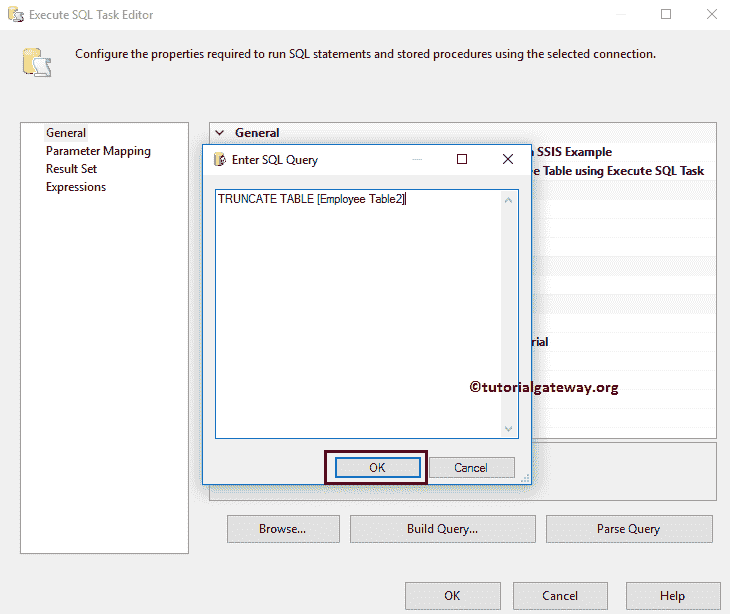 Execute SQL Task Editor
Configure the properties required to run SQL statements and stored procedures using the selected connection.
General
Parameter Mapping
Result Set
Expressions
General
SSIS Example
Table using Execute SQL Task
Enter SQL Query
TRUNCATE TABLE [Employee Table2]
©tutorialgateway.org
OK
Cancel
Browse...
Build Query...
Parse Query
OK
Cancel
Help